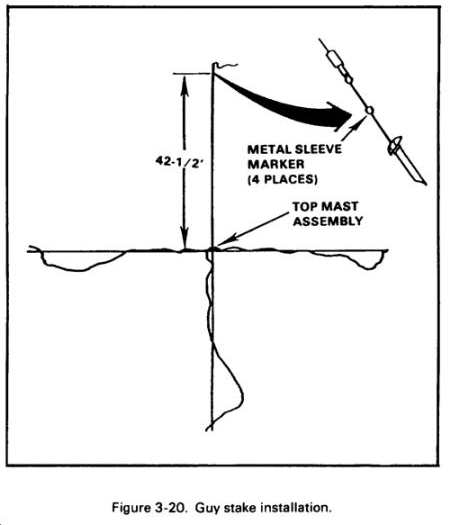 42-1/2'
METAL SLEEVE
MARKER
(4 PLACES)
TOP MAST
ASSEMBLY
Figure 3-20. Guy stake installation.